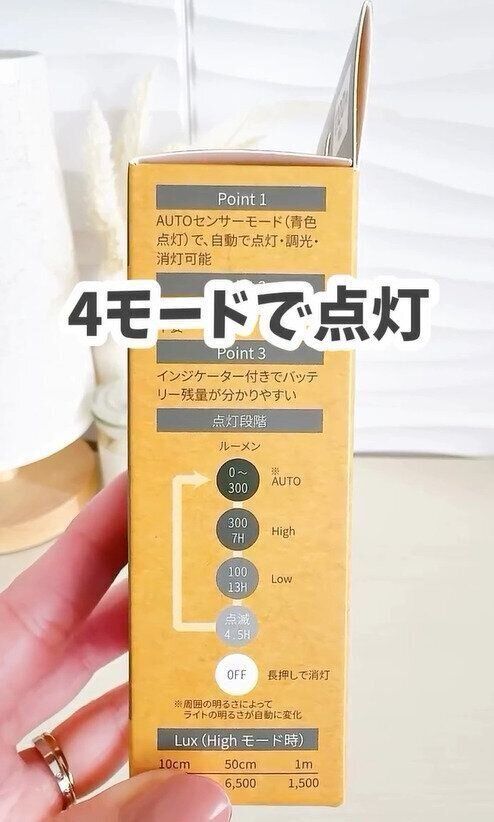 Point 1
AUTOセンサーモード（青色
点灯）で、自動で点灯・調光・
消灯可能
4モードで点灯
Point 3
インジケーター付きでバッテ
リー残量が分かりやすい
点灯段階
ルーメン
0～
300
※
AUTO
300
7H
High
100
13H
Low
点滅
4.5H
OFF
長押しで消灯
※周囲の明るさによって
ライトの明るさが自動に変化
Lux（High モード時）
10cm 50cm 1m
6,500 1,500